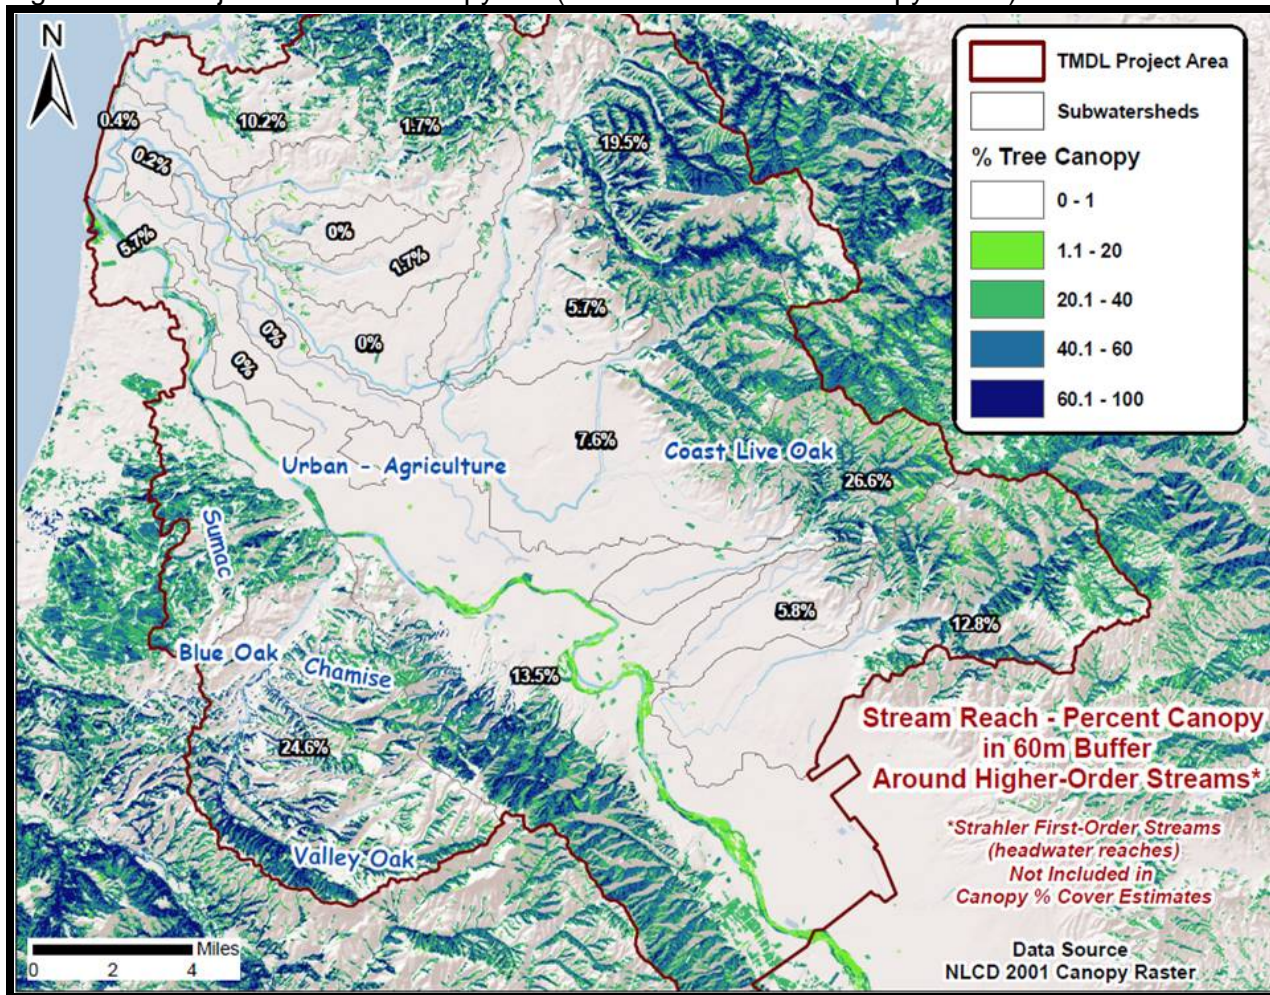 N
TMDL Project Area
Subwatersheds
% Tree Canopy
0 - 1
1.1 - 20
20.1 - 40
40.1 - 60
60.1 - 100
0.4%
10.2%
1.7%
19.5%
0.2%
5.7%
0%
1.7%
5.7%
0%
0%
0%
7.6%
Coast Live Oak
Urban - Agriculture
26.6%
Sumac
5.8%
12.8%
Blue Oak
Chamise
13.5%
24.6%
Valley Oak
Stream Reach - Percent Canopy
in 60m Buffer
Around Higher-Order Streams*
*Strahler First-Order Streams
(headwater reaches)
Not Included in
Canopy % Cover Estimates
Data Source
NLCD 2001 Canopy Raster
Miles
0 2 4